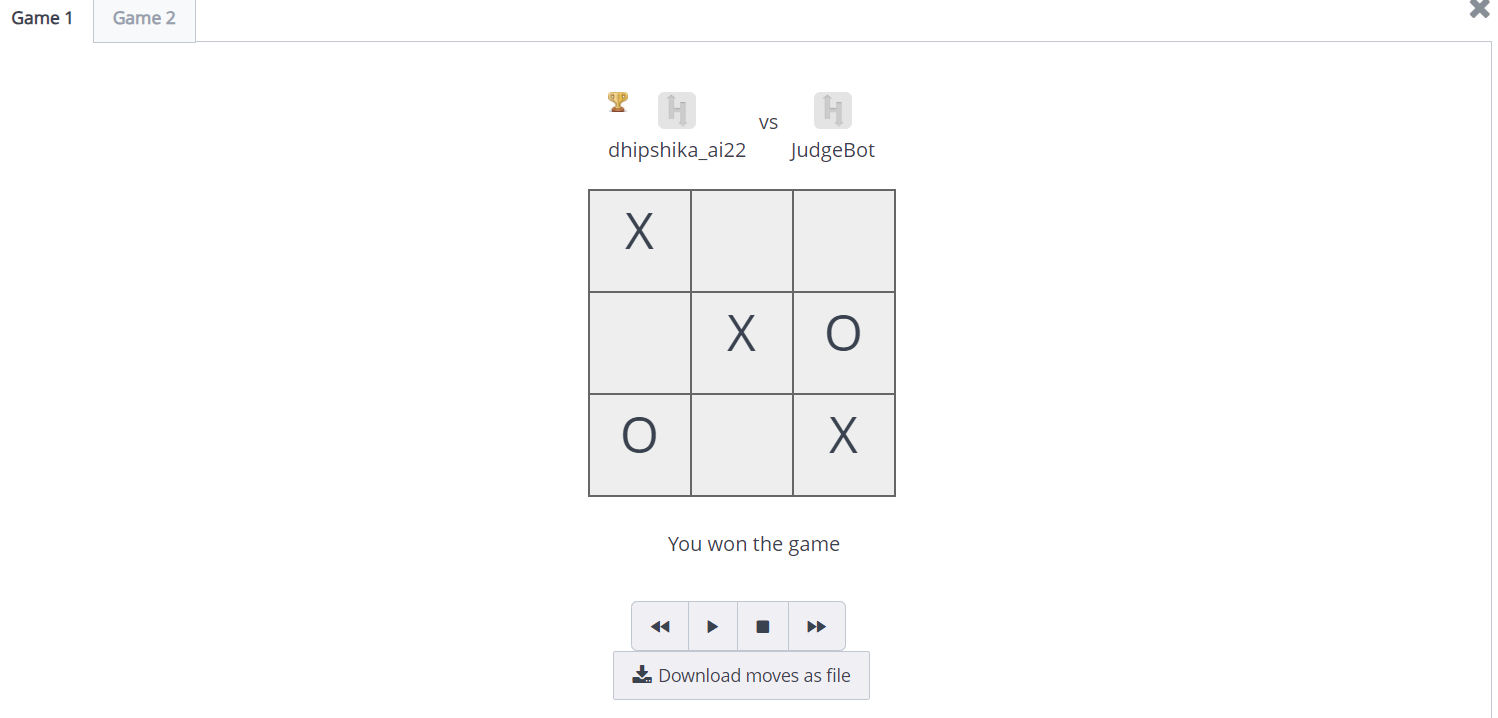 Game 1 Game 2
vs
dhipshika_ai22 JudgeBot
X
X O
O X
You won the game
Download moves as file